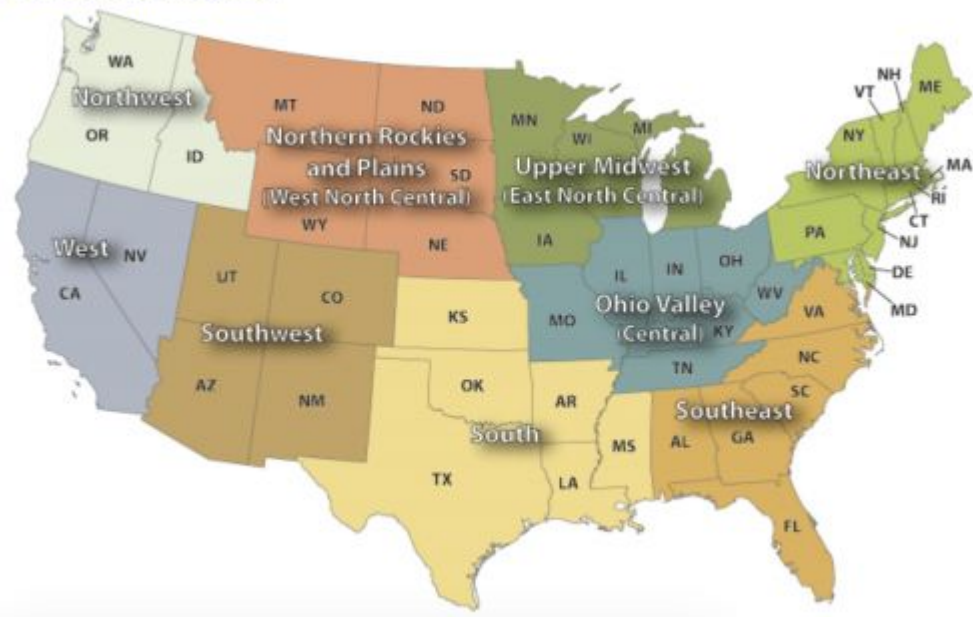 WA
Northwest
OR
ID
MT
ND
Northern Rockies
and Plains
(West North Central)
SD
WY
NE
MN
WI
MI
Upper Midwest
(East North Central)
IA
NH
VT
ME
NY
MA
Northeast
RI
CT
PA
NJ
DE
MD
West
NV
CA
UT
CO
Southwest
AZ
NM
KS
OK
AR
South
TX
LA
MS
IL
IN
OH
WV
Ohio Valley
(Central)
MO
KY
TN
VA
NC
SC
Southeast
AL
GA
FL